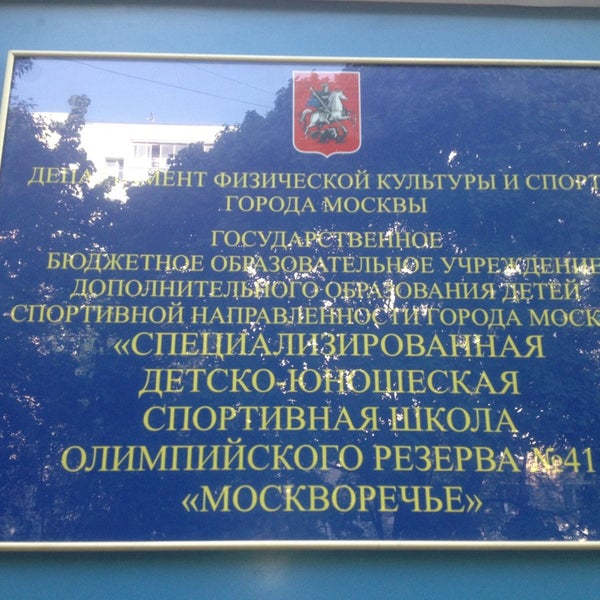 ДЕПАРТАМЕНТ ФИЗИЧЕСКОЙ КУЛЬТУРЫ И СПОРТ
ГОРОДА МОСКВЫ
ГОСУДАРСТВЕННОЕ
БЮДЖЕТНОЕ ОБРАЗОВАТЕЛЬНОЕ УЧРЕЖДЕНИЕ
ДОПОЛНИТЕЛЬНОГО ОБРАЗОВАНИЯ ДЕТЕЙ
СПОРТИВНОЙ НАПРАВЛЕННОСТИ ГОРОДА МОСК
«СПЕЦИАЛИЗИРОВАННАЯ
ДЕТСКО-ЮНОШЕСКАЯ
СПОРТИВНАЯ ШКОЛА
ОЛИМПИЙСКОГО РЕЗЕРВА №41
«МОСКВОРЕЧЬЕ»